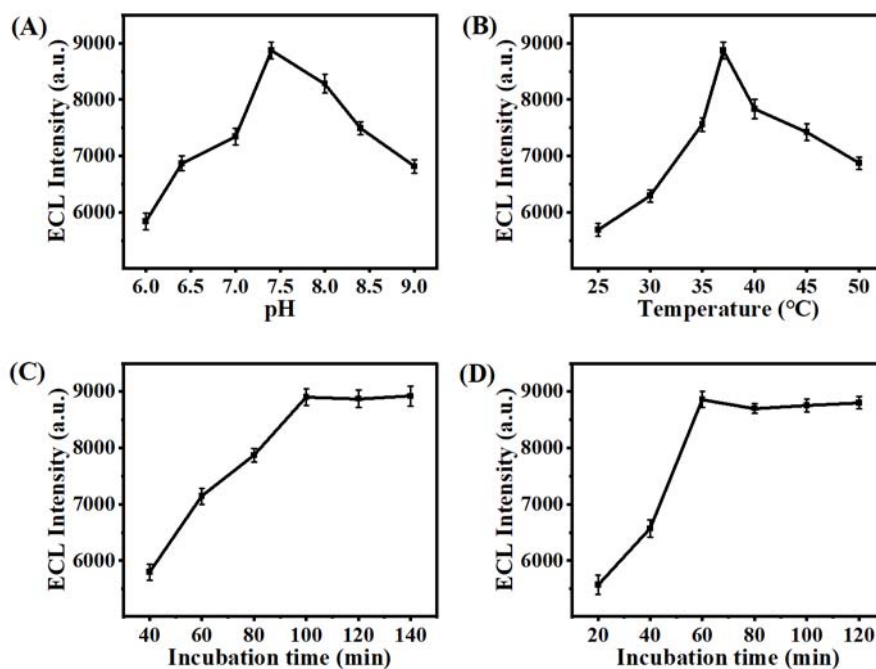 (A)
ECL Intensity (a.u.)
9000
8000
7000
6000
6.0 6.5 7.0 7.5 8.0 8.5 9.0
pH
(B)
ECL Intensity (a.u.)
9000
8000
7000
6000
25 30 35 40 45 50
Temperature (°C)
(C)
ECL Intensity (a.u.)
9000
8000
7000
6000
40 60 80 100 120 140
Incubation time (min)
(D)
ECL Intensity (a.u.)
9000
8000
7000
6000
20 40 60 80 100 120
Incubation time (min)